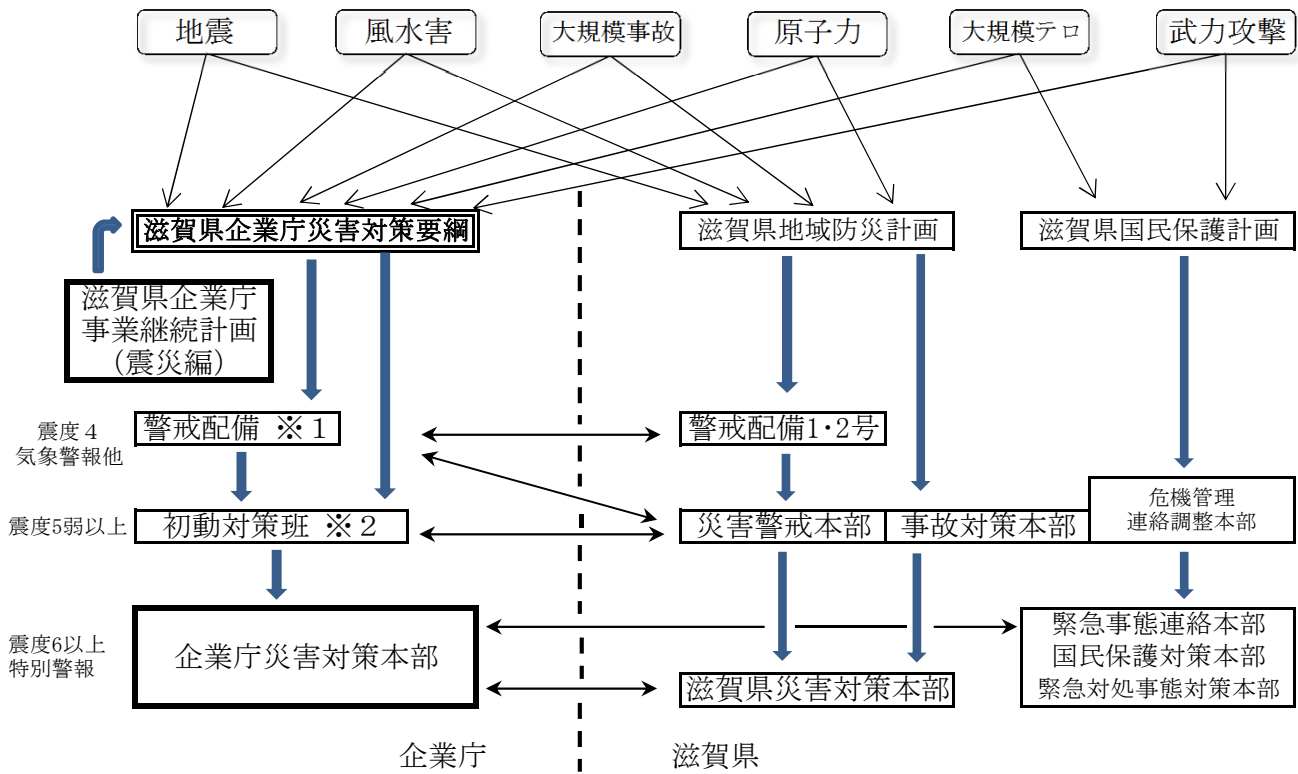 地震
風水害
大規模事故
原子力
大規模テロ
武力攻撃
滋賀県企業庁災害対策要綱
滋賀県地域防災計画
滋賀県国民保護計画
滋賀県企業庁
事業継続計画
(震災編)
震度4
気象警報他
警戒配備 ※1
警戒配備1・2号
震度5弱以上
初動対策班 ※2
災害警戒本部
事故対策本部
危機管理
連絡調整本部
震度6以上
特別警報
企業庁災害対策本部
滋賀県災害対策本部
緊急事態連絡本部
国民保護対策本部
緊急対処事態対策本部
企業庁
滋賀県